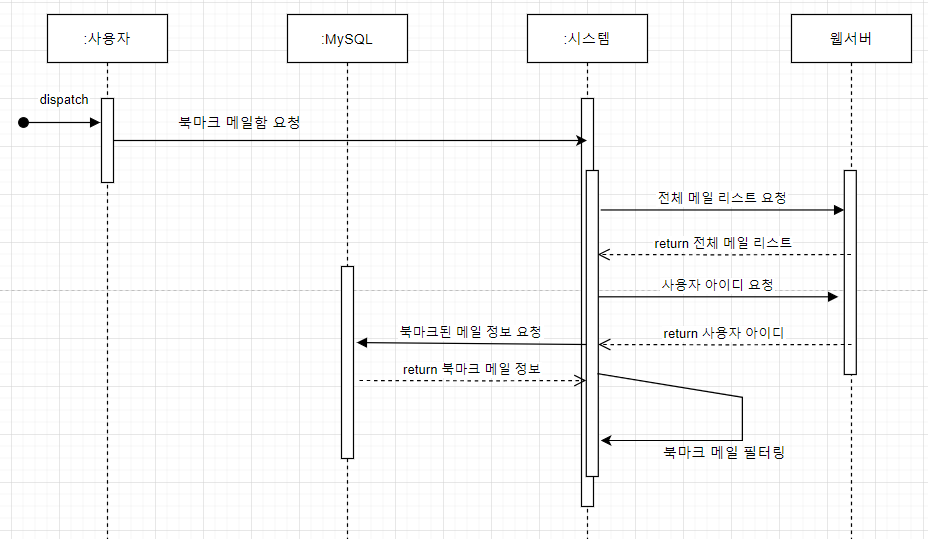 :사용자
:MySQL
:시스템
웹서버
dispatch
북마크 메일함 요청
전체 메일 리스트 요청
return 전체 메일 리스트
사용자 아이디 요청
북마크된 메일 정보 요청
return 사용자 아이디
return 북마크 메일 정보
북마크 메일 필터링